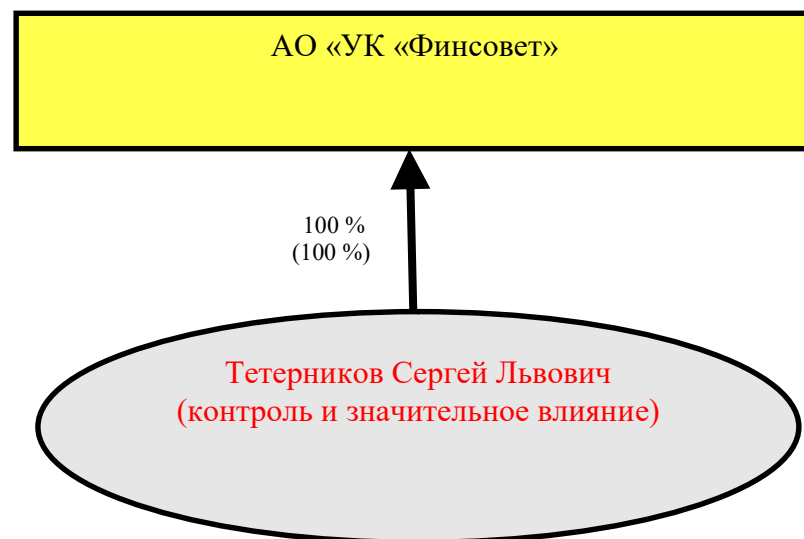 АО «УК «Финсовет»
100 %
(100 %)
Тетерников Сергей Львович
(контроль и значительное влияние)